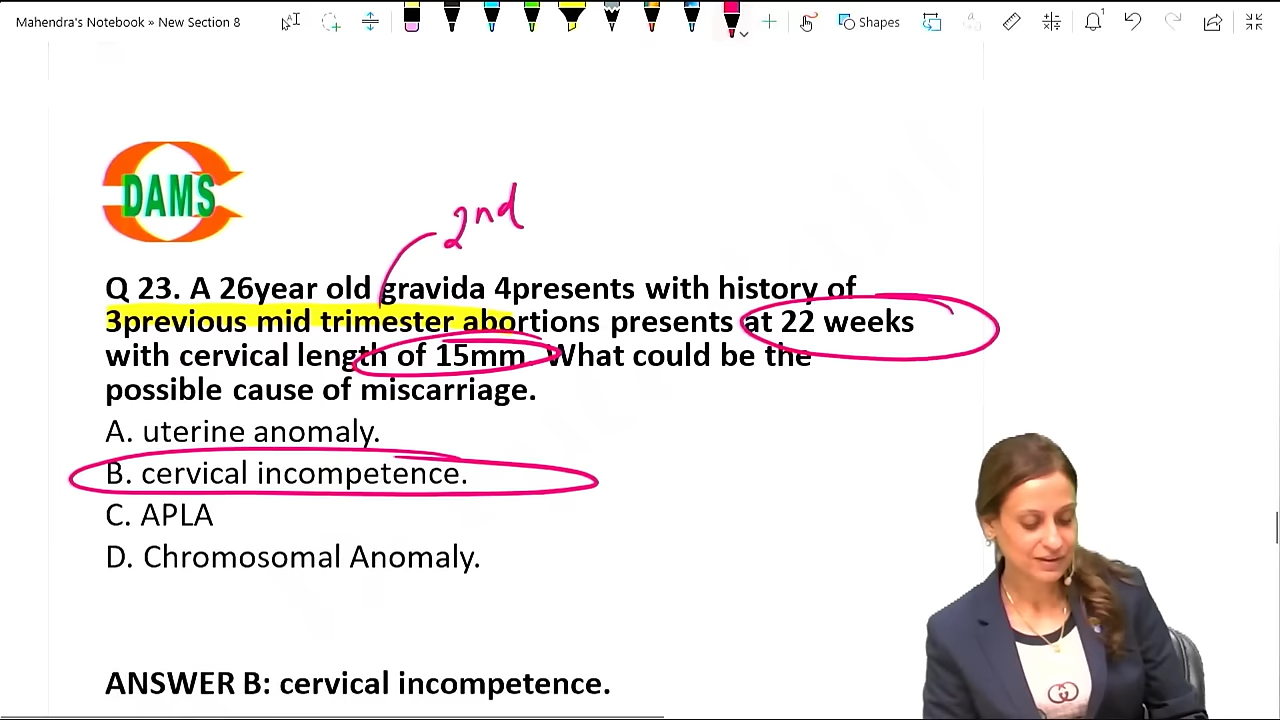 Mahendra's Notebook » New Section 8
Shapes
DAMS
2nd
Q 23. A 26year old gravida 4presents with history of
3previous mid trimester abortions presents at 22 weeks
with cervical length of 15mm. What could be the
possible cause of miscarriage.
A. uterine anomaly.
B. cervical incompetence.
C. APLA
D. Chromosomal Anomaly.
ANSWER B: cervical incompetence.